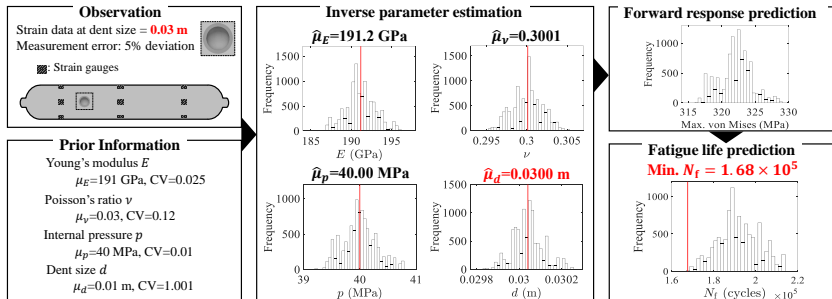 Observation
Strain data at dent size = 0.03 m
Measurement error: 5% deviation
: Strain gauges
Prior Information
Young's modulus E
μE=191 GPa, CV=0.025
Poisson's ratio ν
μν=0.03, CV=0.12
Internal pressure p
μp=40 MPa, CV=0.01
Dent size d
μd=0.01 m, CV=1.001
Inverse parameter estimation
μ̂E=191.2 GPa
1500
1000
500
0
Frequency
185
191
195
E (GPa)
μ̂ν=0.3001
1500
1000
500
0
Frequency
0.295
0.3
0.305
ν
μ̂p=40.00 MPa
1000
500
0
Frequency
39
40
41
p (MPa)
μ̂d=0.0300 m
1500
1000
500
0
Frequency
0.0298
0.03
0.0302
d (m)
Forward response prediction
1000
500
0
Frequency
315
320
325
330
Max. von Mises (MPa)
Fatigue life prediction
Min. Nf = 1.68 × 10^5
1000
500
0
Frequency
1.6
1.8
2
2.2
×10^5
Nf (cycles)